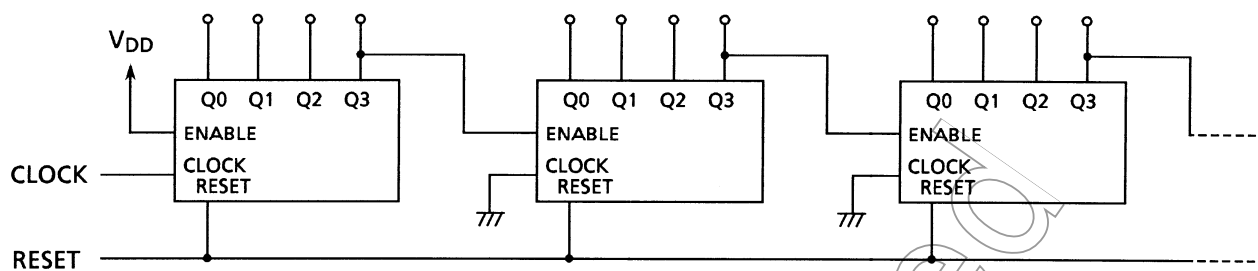 V_DD
Q0 Q1 Q2 Q3
ENABLE
CLOCK
RESET
Q0 Q1 Q2 Q3
ENABLE
CLOCK
RESET
Q0 Q1 Q2 Q3
ENABLE
CLOCK
RESET
CLOCK
RESET